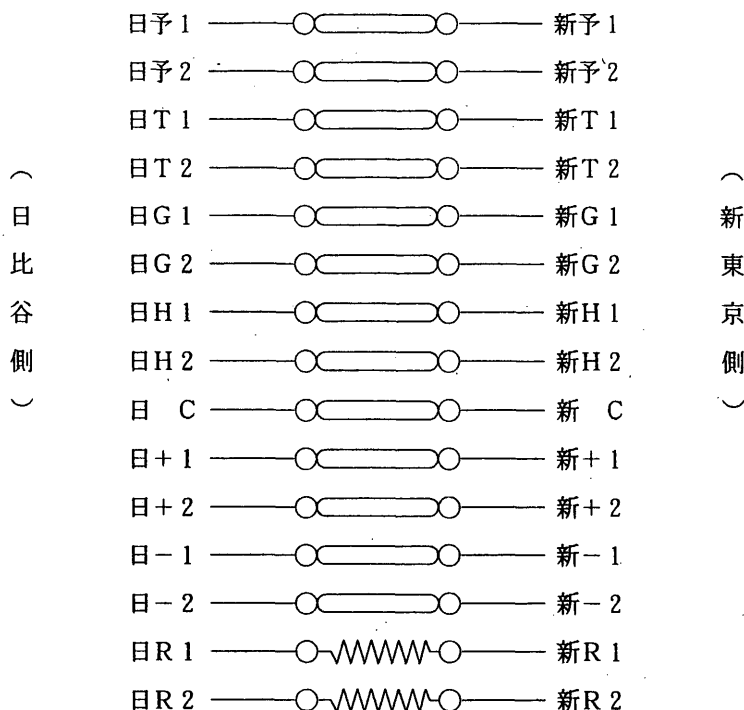 日予1 新予1
日予2 新予2
日T1 新T1
日T2 新T2
日G1 新G1
日G2 新G2
日H1 新H1
日H2 新H2
日 C 新 C
日+1 新+1
日+2 新+2
日-1 新-1
日-2 新-2
日R1 新R1
日R2 新R2
(日比谷側)
(新東京側)